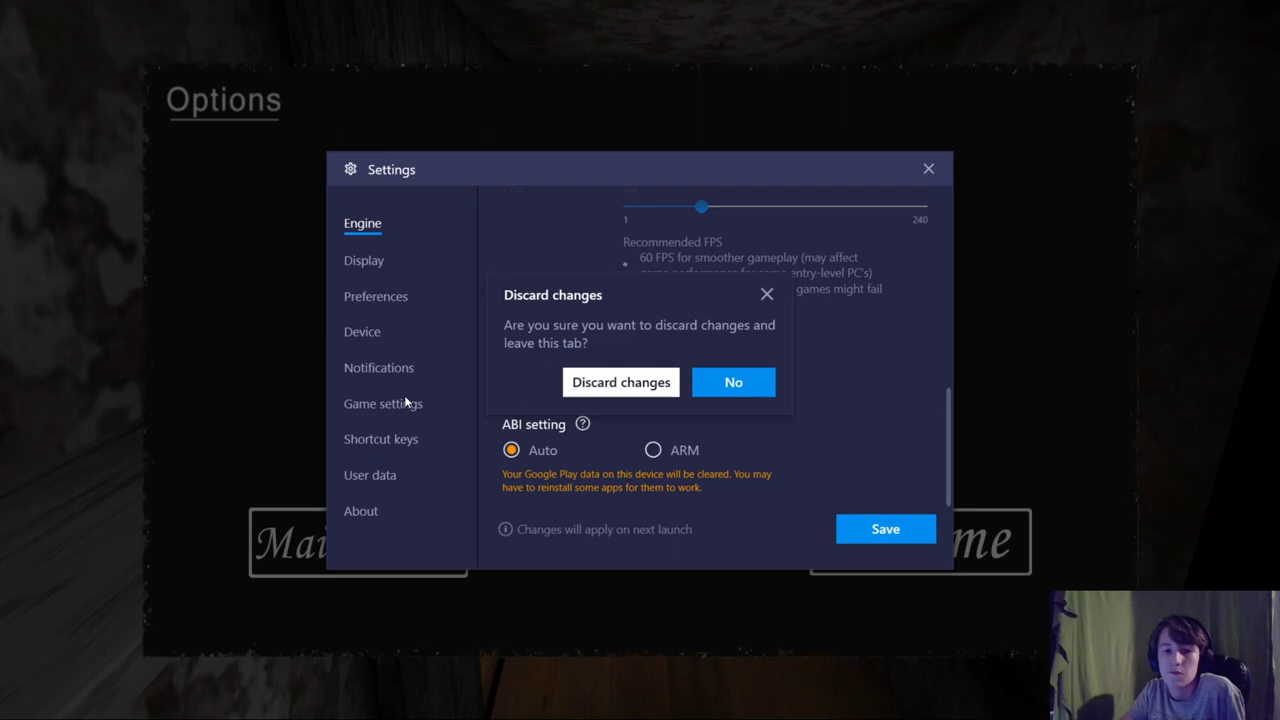 Options
Settings
Engine
Display
Preferences
Device
Notifications
Game settings
Shortcut keys
User data
About
1
240
Recommended FPS
60 FPS for smoother gameplay (may affect
entry-level PC's)
games might fail
Discard changes
Are you sure you want to discard changes and
leave this tab?
Discard changes
No
ABI setting
?
Auto
ARM
Your Google Play data on this device will be cleared. You may
have to reinstall some apps for them to work.
Changes will apply on next launch
Save
Mai
me